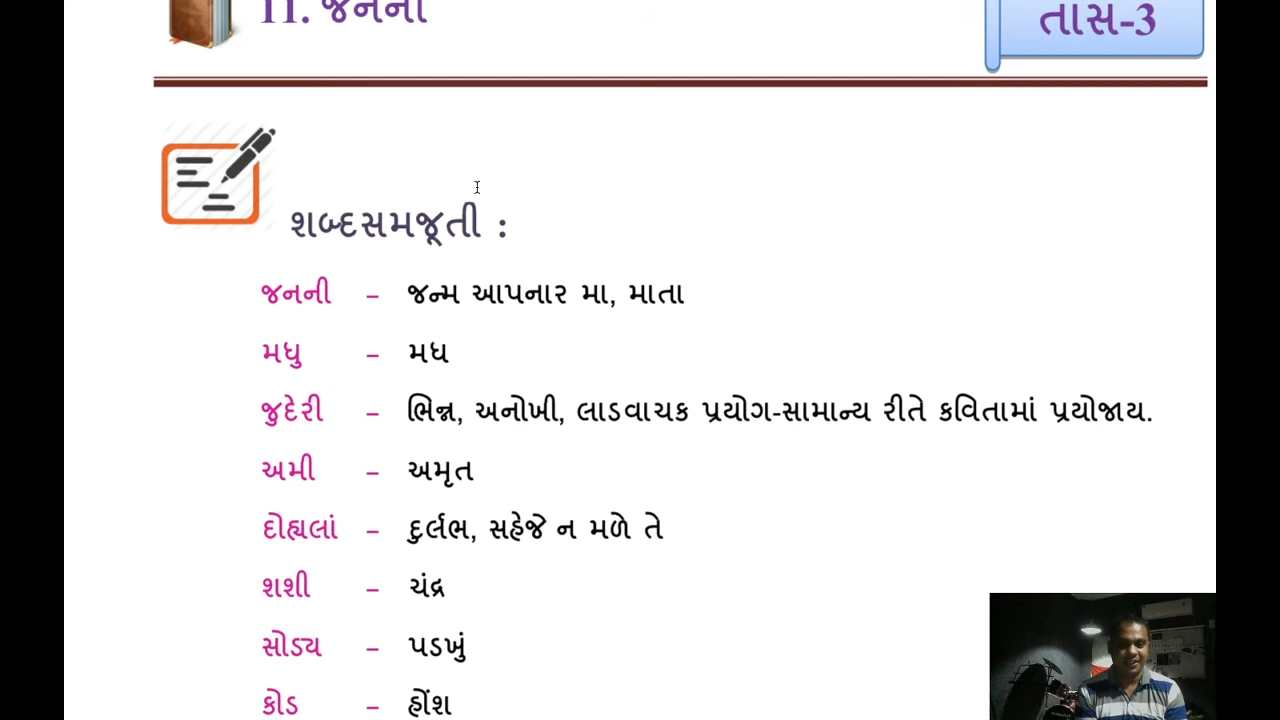 11. જનની
તાસ-3
શબ્દસમજૂતી :
જનની – જન્મ આપનાર મા, માતા
મધુ – મધ
જુદેરી – ભિન્ન, અનોખી, લાડવાચક પ્રયોગ-સામાન્ય રીતે કવિતામાં પ્રયોજાય.
અમી – અમૃત
દોહ્યલાં – દુર્લભ, સહેજે ન મળે તે
શશી – ચંદ્ર
સોડ્ય – પડખું
કોડ – હોંશ